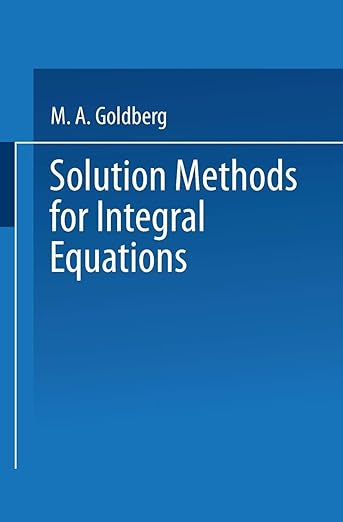 M. A. Goldberg
Solution Methods
for Integral
Equations